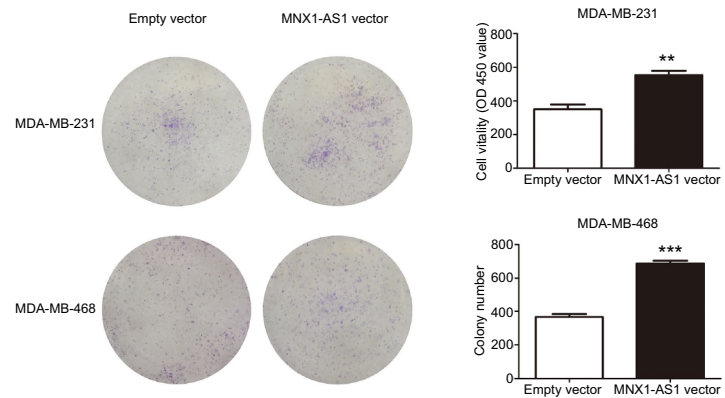 Empty vector
MNX1-AS1 vector
MDA-MB-231
MDA-MB-468
MDA-MB-231
Cell vitality (OD 450 value)
800
600
400
200
0
**
Empty vector
MNX1-AS1 vector
MDA-MB-468
Colony number
800
600
400
200
0
***
Empty vector
MNX1-AS1 vector